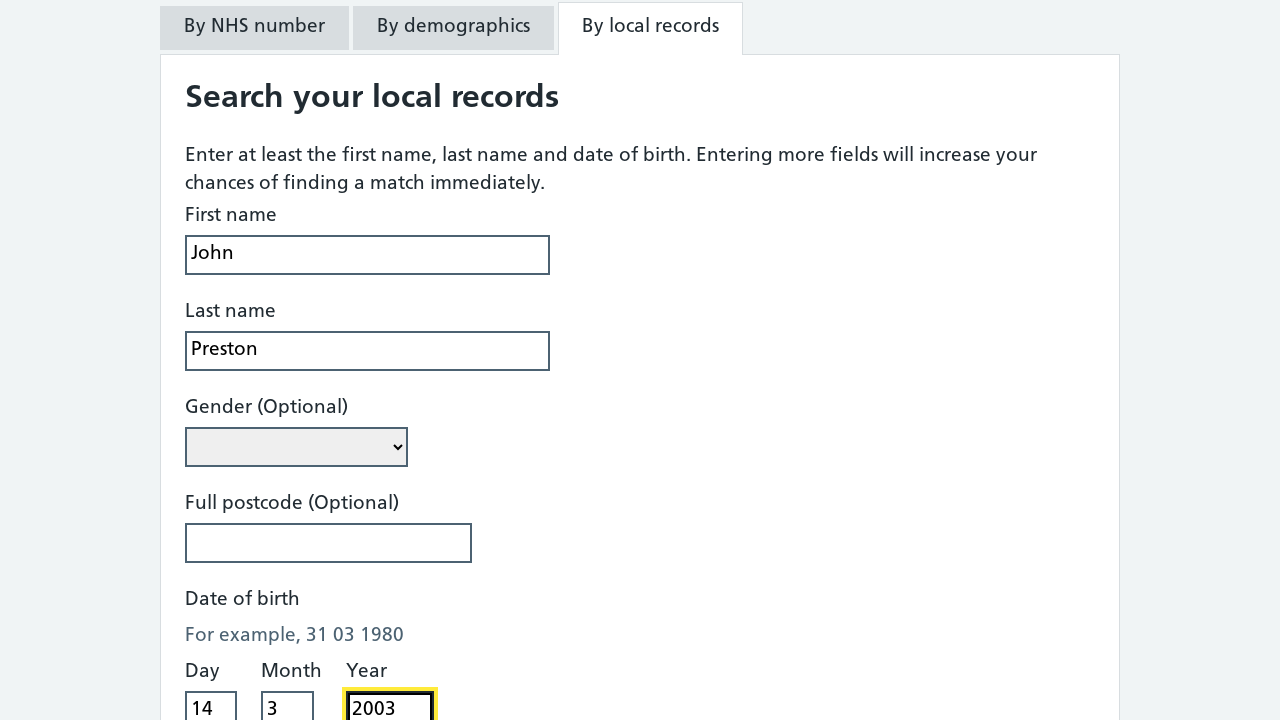 By NHS number
By demographics
By local records
Search your local records
Enter at least the first name, last name and date of birth. Entering more fields will increase your
chances of finding a match immediately.
First name
John
Last name
Preston
Gender (Optional)
Full postcode (Optional)
Date of birth
For example, 31 03 1980
Day Month Year
14 3 2003